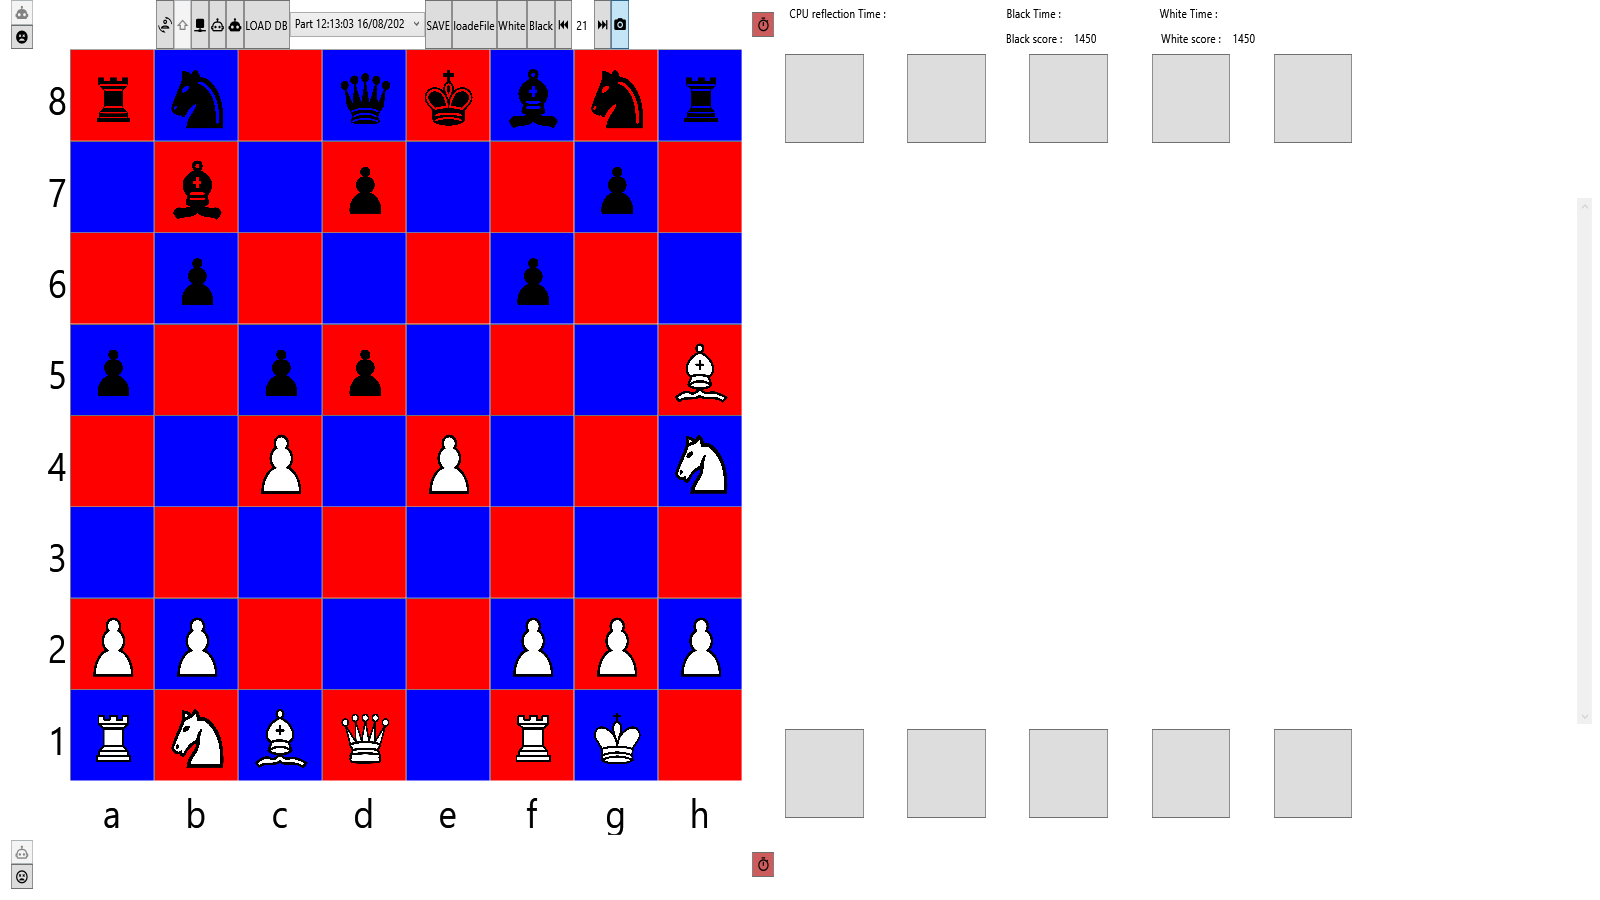 LOAD DB Part 12:13:03 16/08/202 SAVE loadeFile White Black 21
CPU reflection Time : Black Time : White Time :
Black score : 1450 White score : 1450
8
7
6
5
4
3
2
1
a b c d e f g h